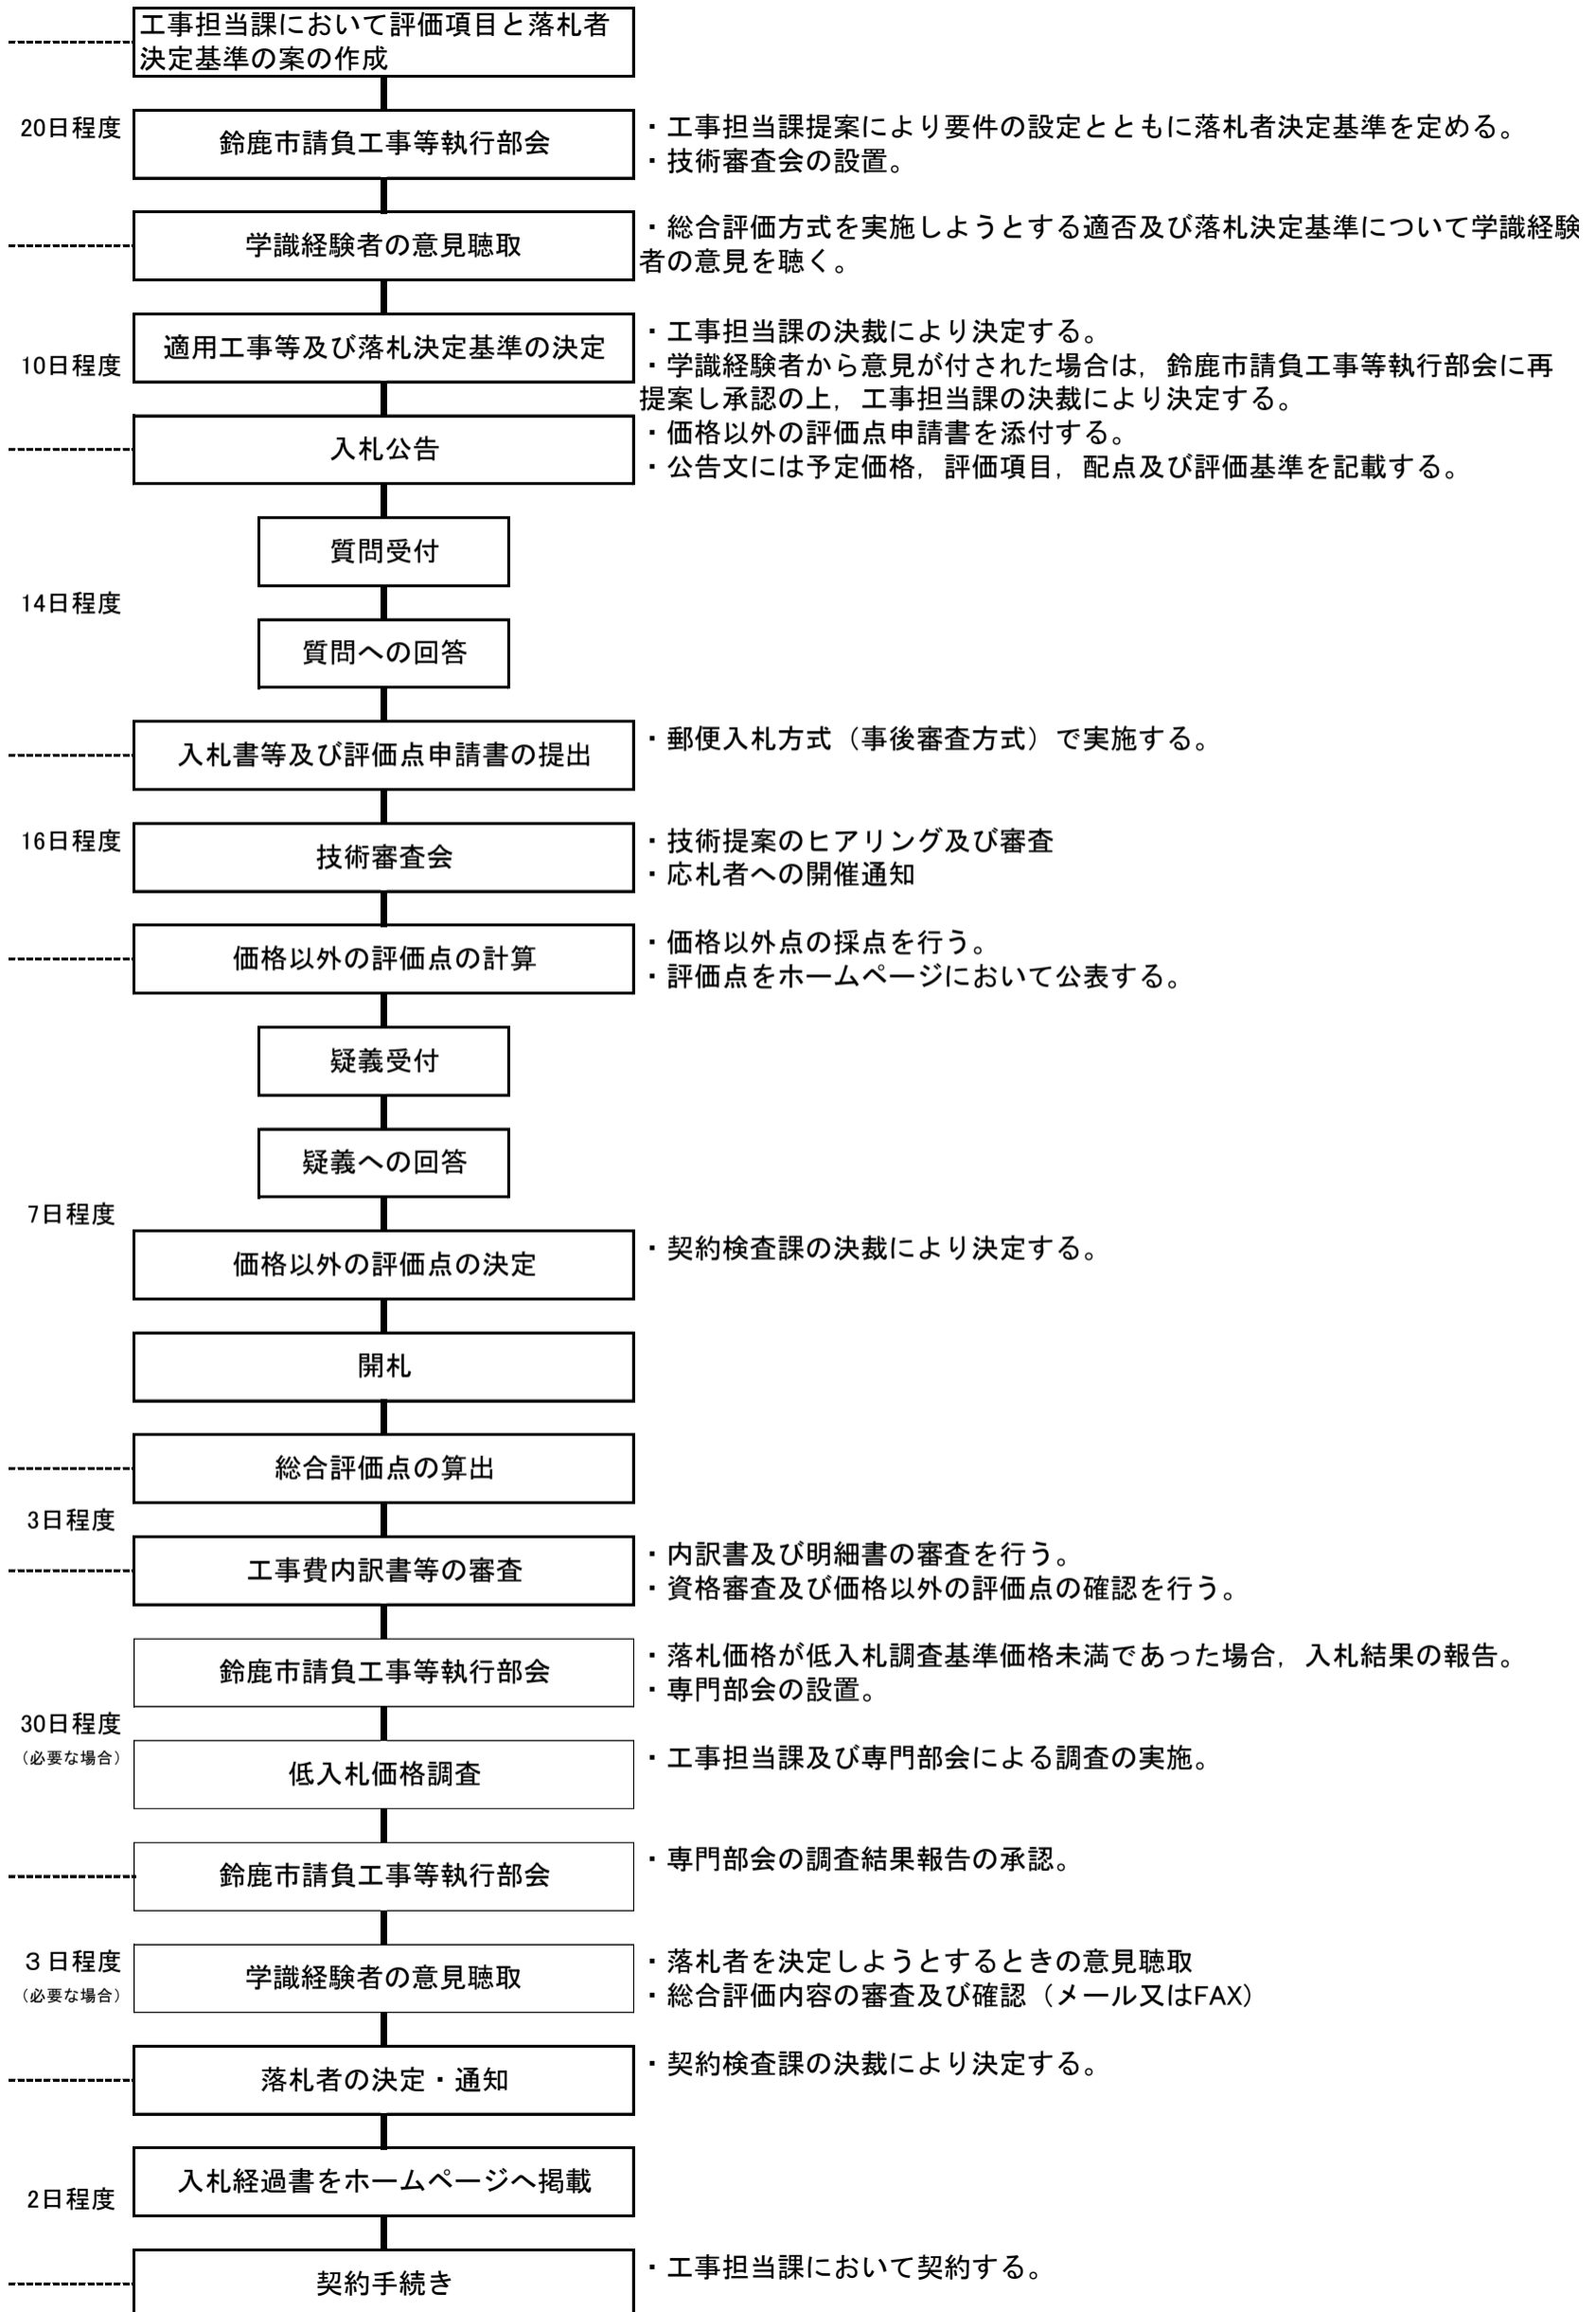 工事担当課において評価項目と落札者
決定基準の案の作成
20日程度
鈴鹿市請負工事等執行部会
・工事担当課提案により要件の設定とともに落札者決定基準を定める。
・技術審査会の設置。
学識経験者の意見聴取
・総合評価方式を実施しようとする適否及び落札決定基準について学識経験
者の意見を聴く。
10日程度
適用工事等及び落札決定基準の決定
・工事担当課の決裁により決定する。
・学識経験者から意見が付された場合は，鈴鹿市請負工事等執行部会に再
提案し承認の上，工事担当課の決裁により決定する。
入札公告
・価格以外の評価点申請書を添付する。
・公告文には予定価格，評価項目，配点及び評価基準を記載する。
質問受付
14日程度
質問への回答
入札書等及び評価点申請書の提出
・郵便入札方式（事後審査方式）で実施する。
16日程度
技術審査会
・技術提案のヒアリング及び審査
・応札者への開催通知
価格以外の評価点の計算
・価格以外点の採点を行う。
・評価点をホームページにおいて公表する。
疑義受付
疑義への回答
7日程度
価格以外の評価点の決定
・契約検査課の決裁により決定する。
開札
総合評価点の算出
3日程度
工事費内訳書等の審査
・内訳書及び明細書の審査を行う。
・資格審査及び価格以外の評価点の確認を行う。
鈴鹿市請負工事等執行部会
・落札価格が低入札調査基準価格未満であった場合，入札結果の報告。
・専門部会の設置。
30日程度
（必要な場合）
低入札価格調査
・工事担当課及び専門部会による調査の実施。
鈴鹿市請負工事等執行部会
・専門部会の調査結果報告の承認。
３日程度
（必要な場合）
学識経験者の意見聴取
・落札者を決定しようとするときの意見聴取
・総合評価内容の審査及び確認（メール又はFAX）
落札者の決定・通知
・契約検査課の決裁により決定する。
入札経過書をホームページへ掲載
2日程度
契約手続き
・工事担当課において契約する。